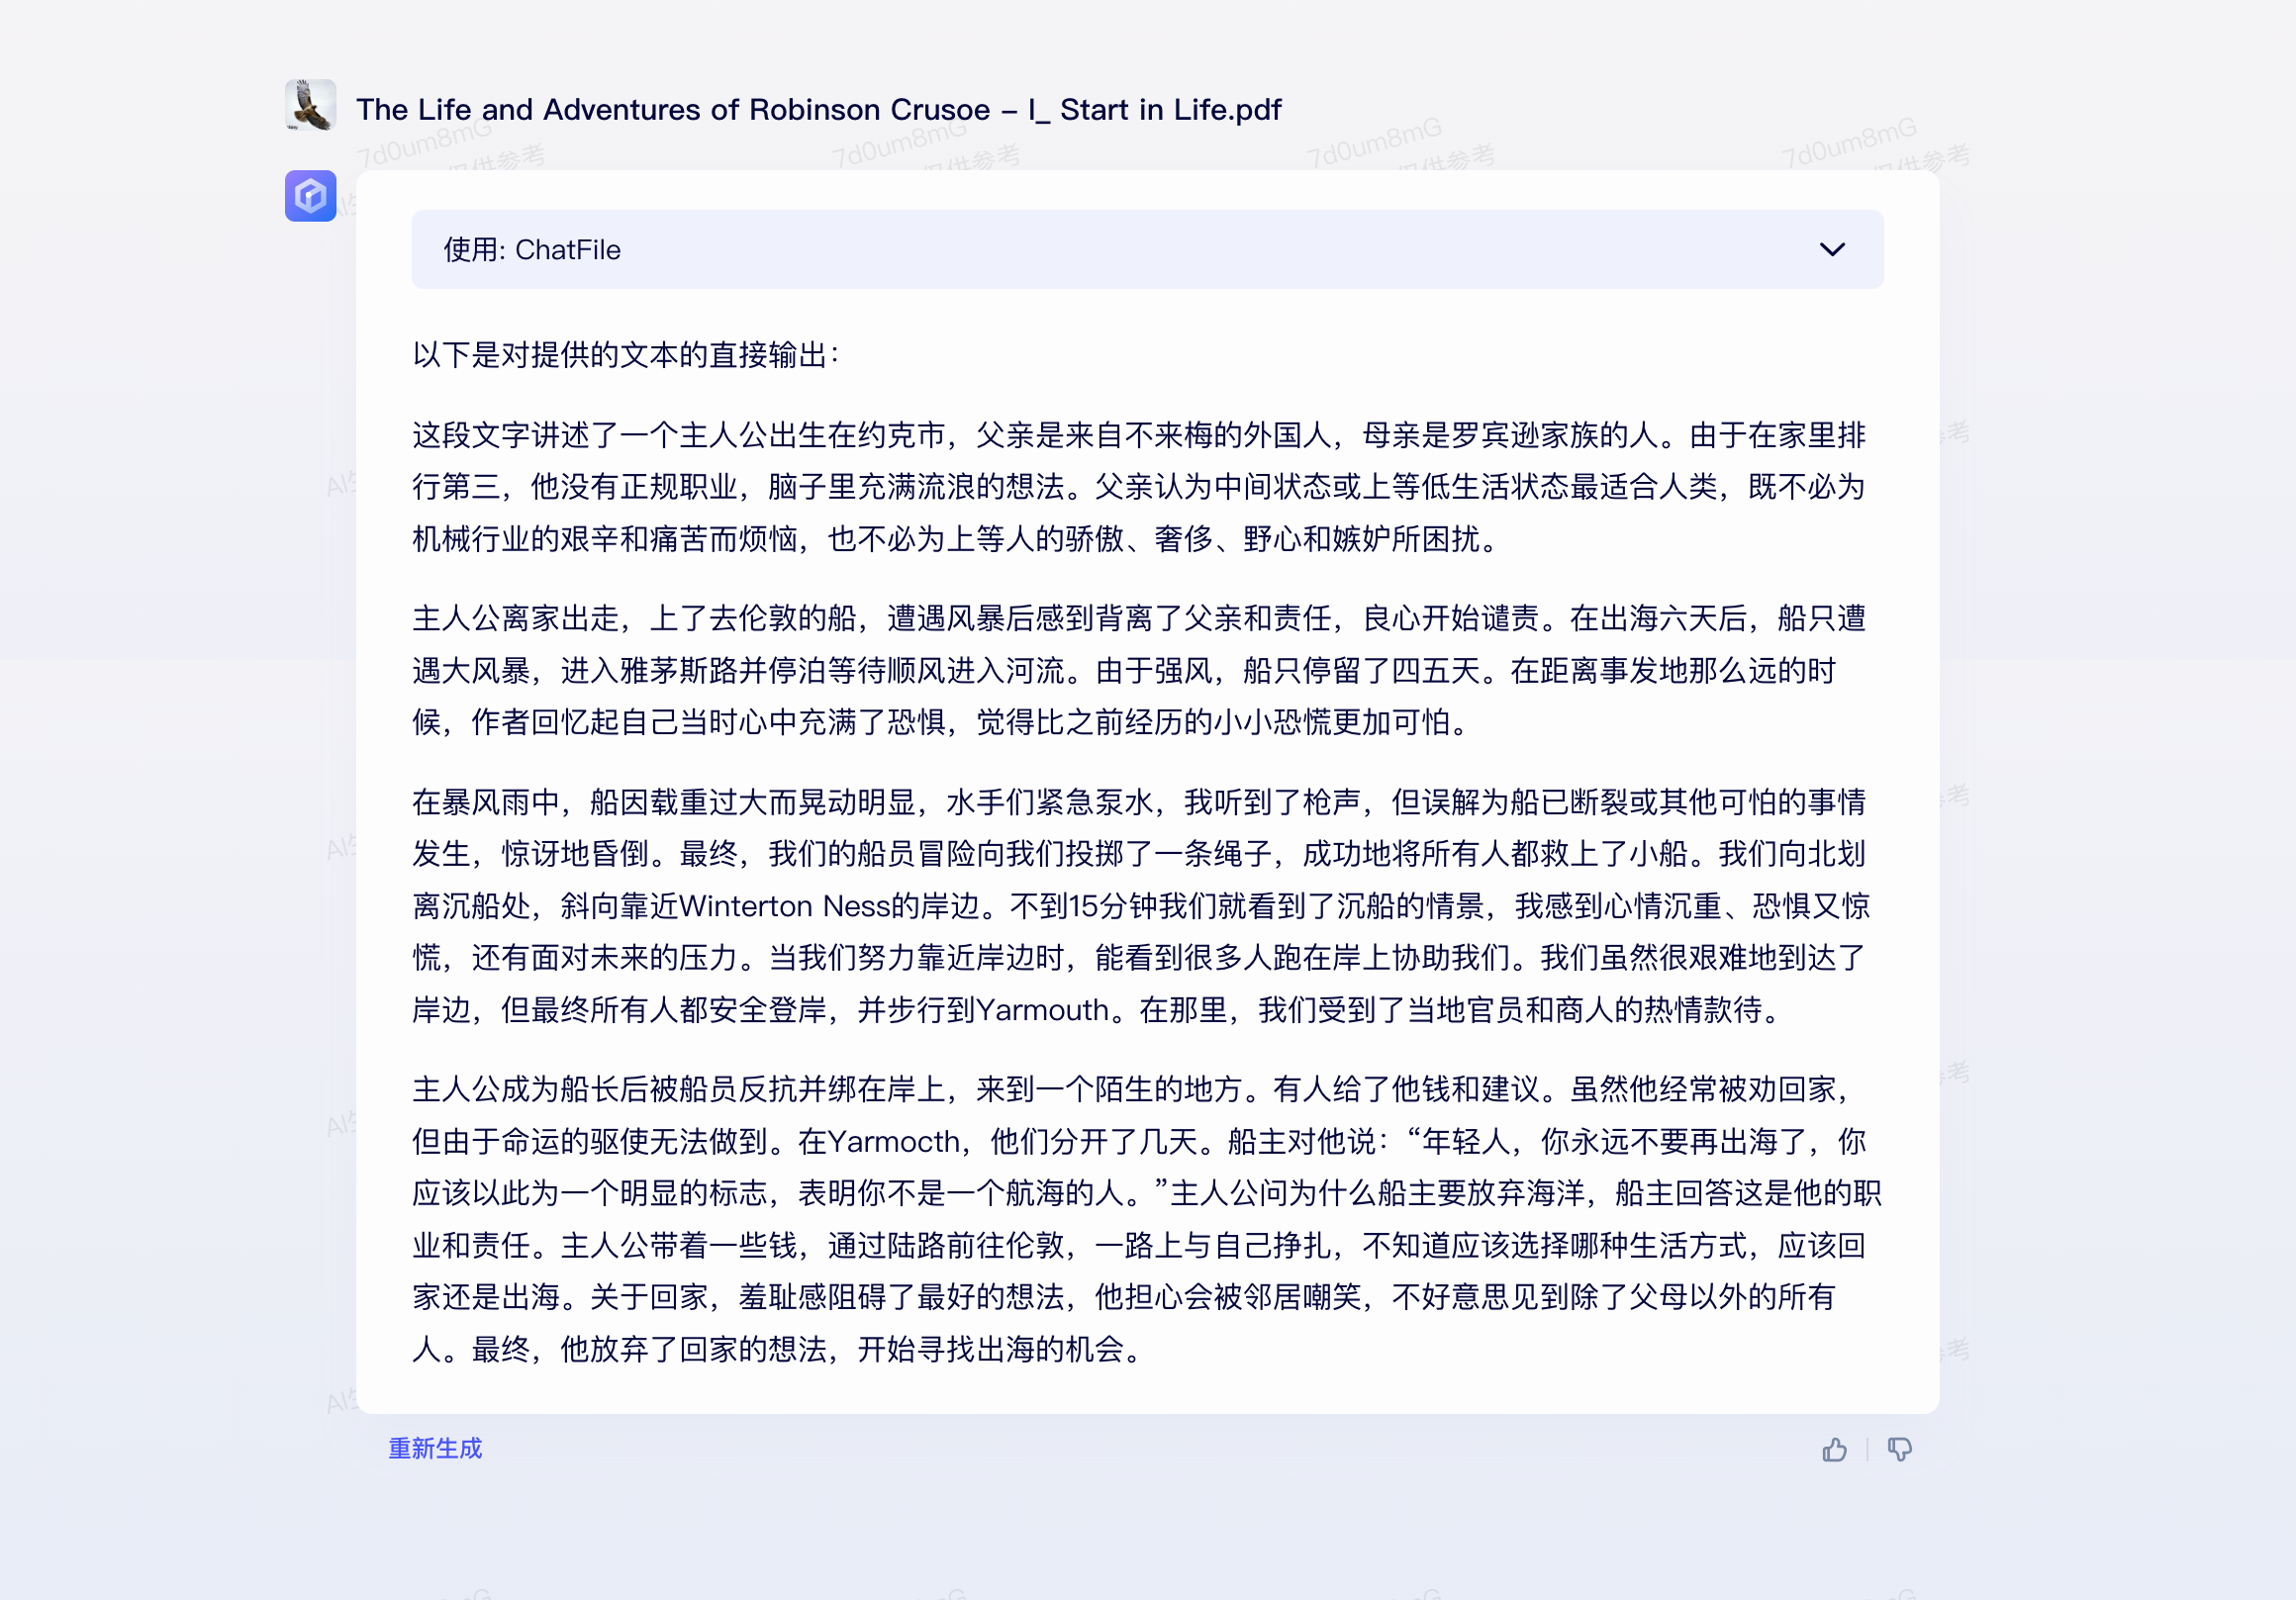 The Life and Adventures of Robinson Crusoe – I_ Start in Life.pdf
7d0um8mG 7d0um8mG 7d0um8mG 7d0um8mG
仅供参考 仅供参考 仅供参考 仅供参考
使用: ChatFile
以下是对提供的文本的直接输出：
这段文字讲述了一个主人公出生在约克市，父亲是来自不来梅的外国人，母亲是罗宾逊家族的人。由于在家里排
行第三，他没有正规职业，脑子里充满流浪的想法。父亲认为中间状态或上等低生活状态最适合人类，既不必为
机械行业的艰辛和痛苦而烦恼，也不必为上等人的骄傲、奢侈、野心和嫉妒所困扰。
主人公离家出走，上了去伦敦的船，遭遇风暴后感到背离了父亲和责任，良心开始谴责。在出海六天后，船只遭
遇大风暴，进入雅茅斯路并停泊等待顺风进入河流。由于强风，船只停留了四五天。在距离事发地那么远的时
候，作者回忆起自己当时心中充满了恐惧，觉得比之前经历的小小恐慌更加可怕。
在暴风雨中，船因载重过大而晃动明显，水手们紧急泵水，我听到了枪声，但误解为船已断裂或其他可怕的事情
发生，惊讶地昏倒。最终，我们的船员冒险向我们投掷了一条绳子，成功地将所有人都救上了小船。我们向北划
离沉船处，斜向靠近Winterton Ness的岸边。不到15分钟我们就看到了沉船的情景，我感到心情沉重、恐惧又惊
慌，还有面对未来的压力。当我们努力靠近岸边时，能看到很多人跑在岸上协助我们。我们虽然很艰难地到达了
岸边，但最终所有人都安全登岸，并步行到Yarmouth。在那里，我们受到了当地官员和商人的热情款待。
主人公成为船长后被船员反抗并绑在岸上，来到一个陌生的地方。有人给了他钱和建议。虽然他经常被劝回家，
但由于命运的驱使无法做到。在Yarmocth，他们分开了几天。船主对他说：“年轻人，你永远不要再出海了，你
应该以此为一个明显的标志，表明你不是一个航海的人。”主人公问为什么船主要放弃海洋，船主回答这是他的职
业和责任。主人公带着一些钱，通过陆路前往伦敦，一路上与自己挣扎，不知道应该选择哪种生活方式，应该回
家还是出海。关于回家，羞耻感阻碍了最好的想法，他担心会被邻居嘲笑，不好意思见到除了父母以外的所有
人。最终，他放弃了回家的想法，开始寻找出海的机会。
重新生成